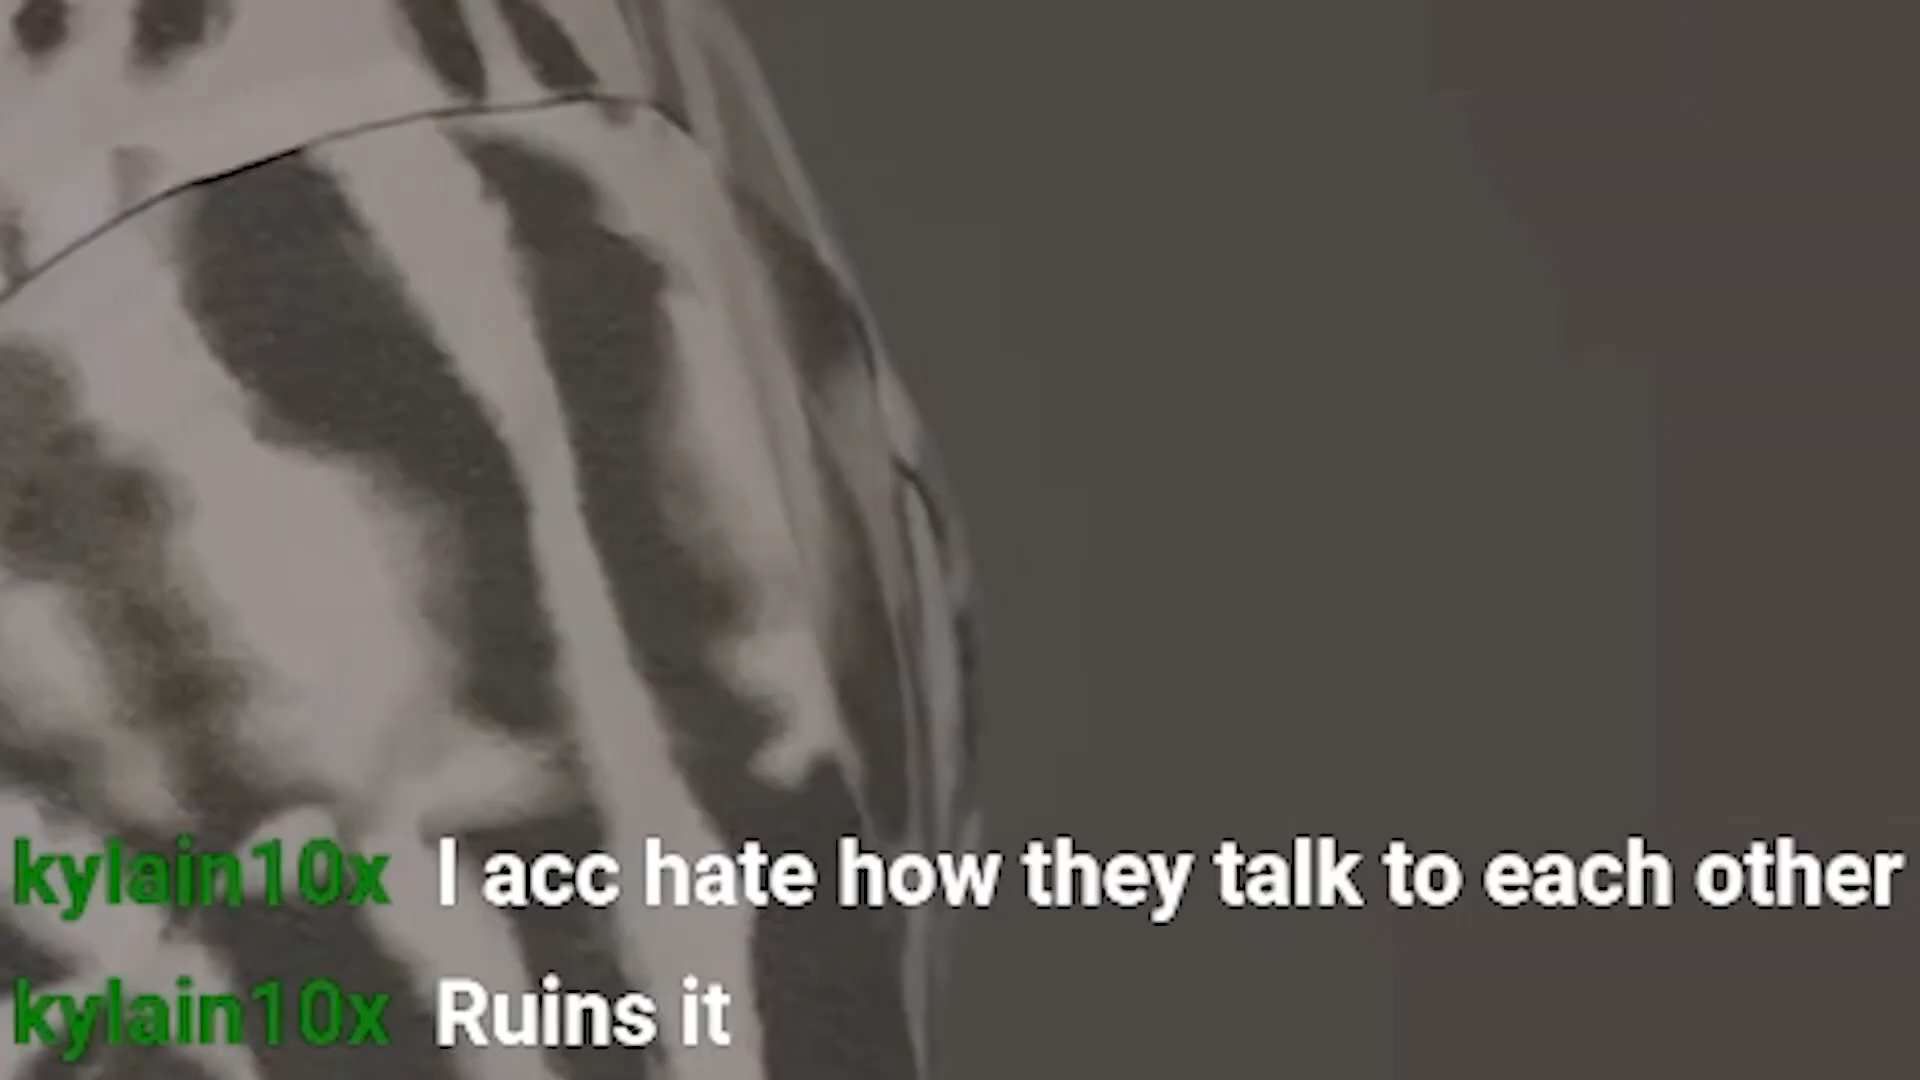 kylain10x I acc hate how they talk to each other
kylain10x Ruins it